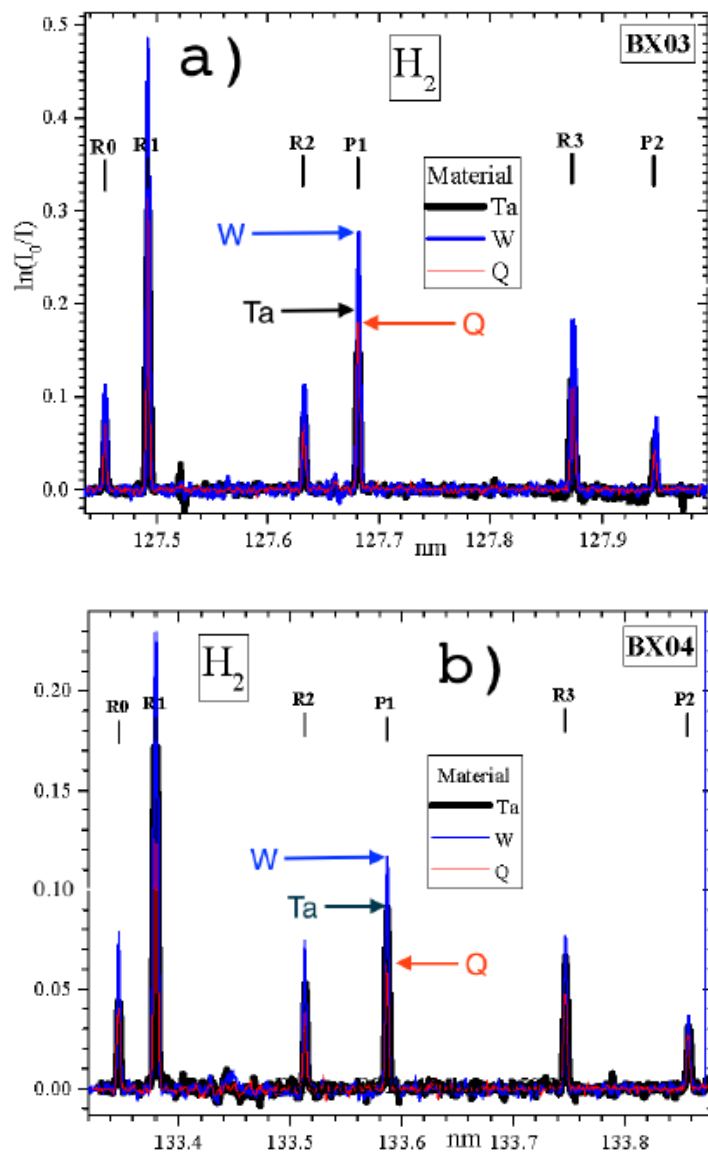 a)
H2
BX03
R0 R1 R2 P1 R3 P2
Material
Ta
W
Q
W
Ta
Q
ln(I0/I)
0.5
0.4
0.3
0.2
0.1
0.0
127.5 127.6 127.7 127.8 127.9
nm
H2
b)
BX04
R0 R1 R2 P1 R3 P2
Material
Ta
W
Q
W
Ta
Q
0.20
0.15
0.10
0.05
0.00
133.4 133.5 133.6 nm 133.7 133.8